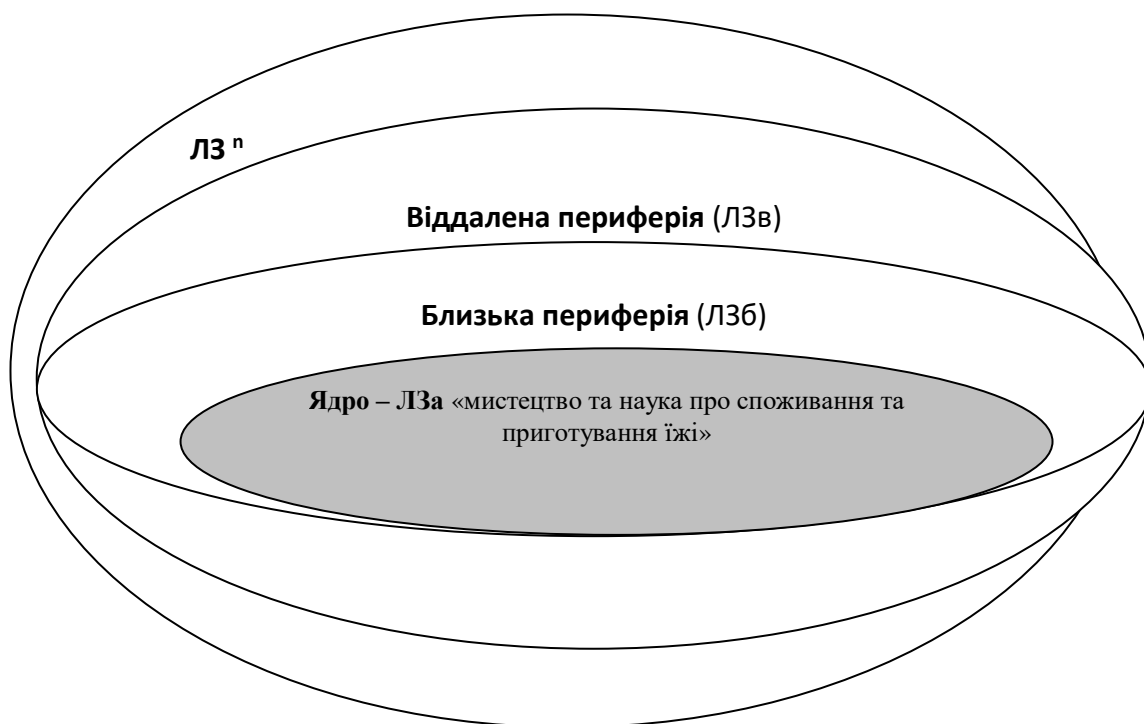 ЛЗ ⁿ
Віддалена периферія (ЛЗв)
Близька периферія (ЛЗб)
Ядро – ЛЗа «мистецтво та наука про споживання та
приготування їжі»